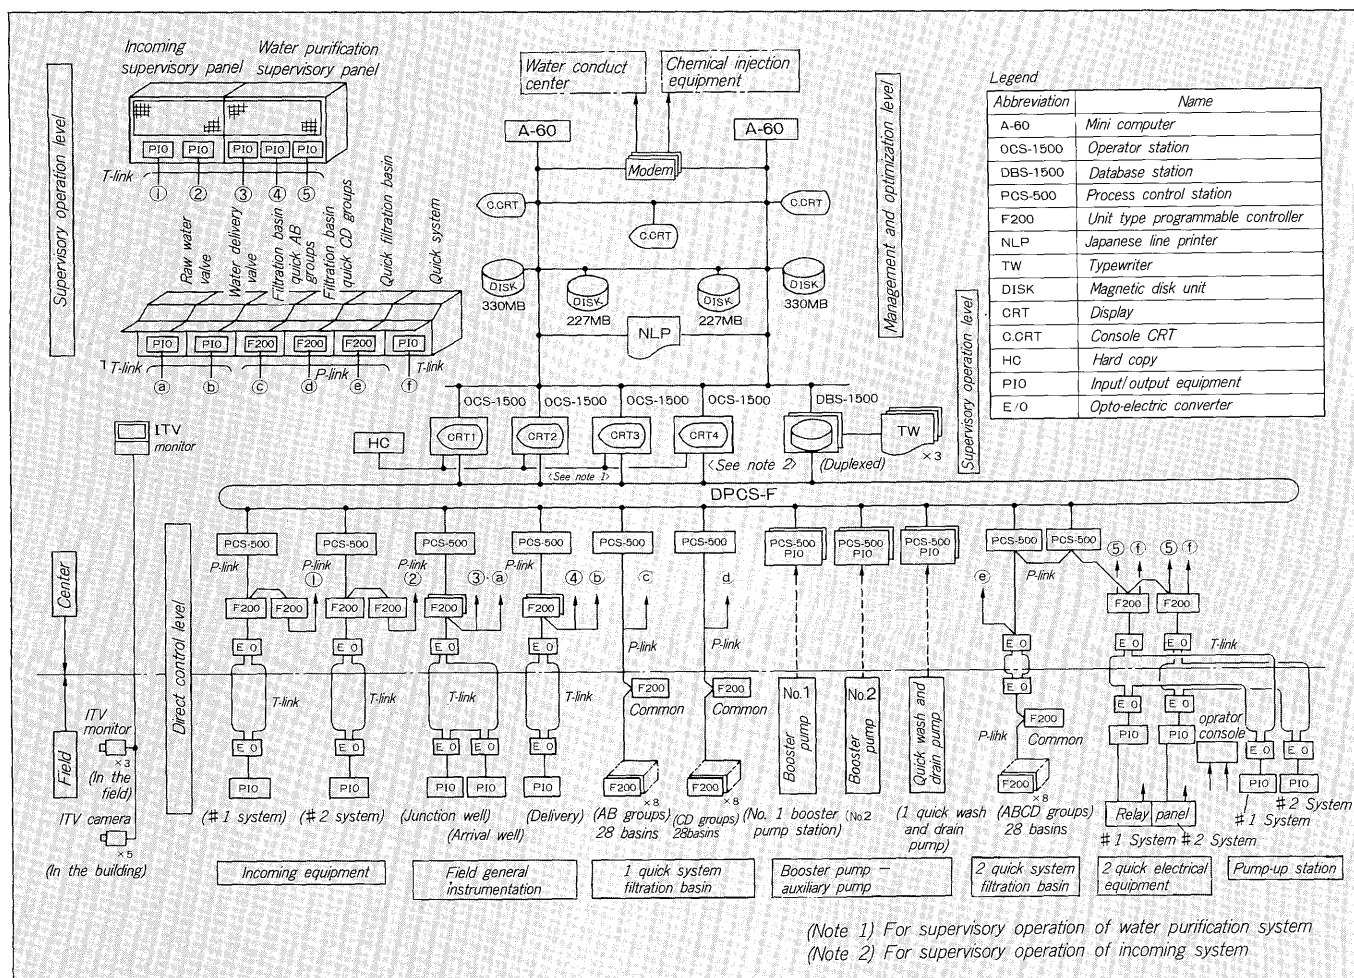 Incoming
supervisory panel
Water purification
supervisory panel
Supervisory operation level
PIO PIO PIO PIO PIO
T-link
① ② ③ ④ ⑤
Raw water
valve
Water delivery
valve
Filtration basin
quick AB
groups
Filtration basin
quick CD groups
Quick filtration basin
Quick system
PIO PIO F200 F200 F200 PIO
T-link P-link T-link
ⓐ ⓑ ⓒ ⓓ ⓔ ⓕ
Water conduct
center
Chemical injection
equipment
A-60 A-60
Modem
C.CRT C.CRT
C.CRT
DISK DISK DISK DISK
330MB 227MB 227MB 330MB
NLP
Management and optimization level
Supervisory operation level
Legend
Abbreviation Name
A-60 Mini computer
OCS-1500 Operator station
DBS-1500 Database station
PCS-500 Process control station
F200 Unit type programmable controller
NLP Japanese line printer
TW Typewriter
DISK Magnetic disk unit
CRT Display
C.CRT Console CRT
HC Hard copy
PIO Input/output equipment
E/O Opto-electric converter
OCS-1500 OCS-1500 OCS-1500 OCS-1500 DBS-1500
HC CRT1 CRT2 CRT3 CRT4 TW
×3
<See note 1> <See note 2> (Duplexed)
DPCS-F
ITV
monitor
Center
Field
Direct control level
ITV
monitor
×3
(In the
field)
ITV camera
×5
(In the building)
PCS-500 PCS-500 PCS-500 PCS-500 PCS-500 PCS-500
PCS-500
PIO
PCS-500
PIO
PCS-500
PIO
PCS-500 PCS-500
P-link P-link P-link P-link P-link
① ② ③·ⓐ ④ ⓑ ⓒ d ⓔ ⑤ ⓕ ⑤ ⓕ
F200 F200 F200 F200 F200 F200 F200 F200
P-link P-link
E O E O E O E O E O E O E O
T-link T-link T-link T-link T-link
E O
F200 F200
Common Common
No.1
Booster
pump
No.2
Booster
pump
Quick wash and
drain pump
F200
P-lihk Common
E O E O
PIO PIO
oprator
console
E O E O
PIO PIO
E O E O E O E O E O
PIO PIO PIO PIO PIO
F200 ×8
F200 ×8
F200 ×8
(#1 system) (#2 system) (Junction well) (Arrival well) (Delivery)
(AB groups)
28 basins
(CD groups)
28basins
(No. 1 booster
pump station)
(No.2
(1 quick wash
and drain
pump)
(ABCD groups)
28 basins
Relay panel
#1 System #2 System
#1 System
#2 System
Incoming equipment
Field general
instrumentation
1 quick system
filtration basin
Booster pump —
auxiliary pump
2 quick system
filtration basin
2 quick electrical
equipment
Pump-up station
(Note 1) For supervisory operation of water purification system
(Note 2) For supervisory operation of incoming system